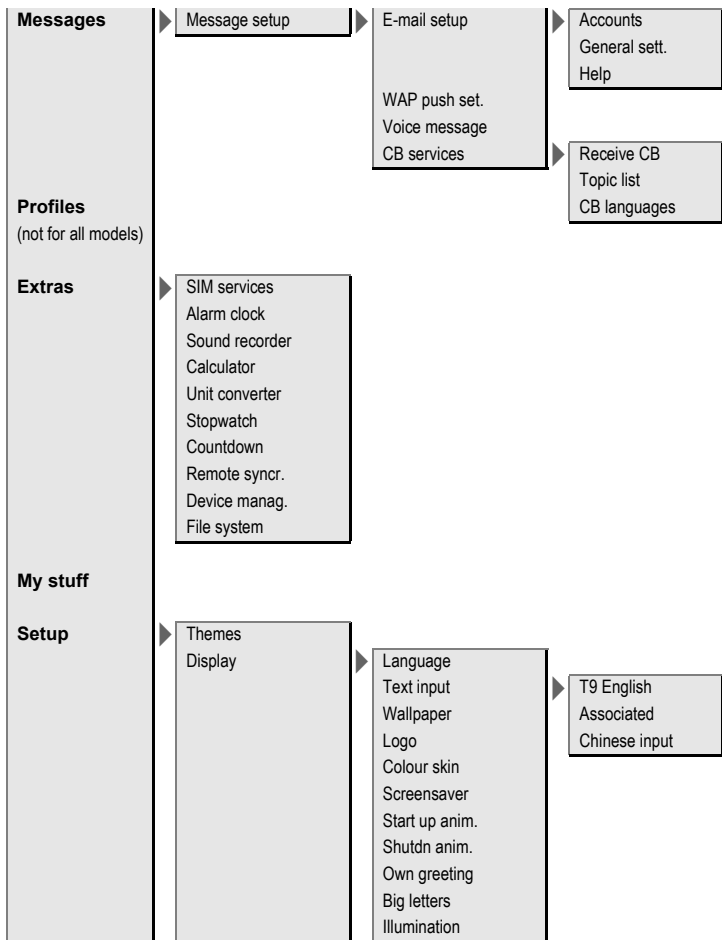 Messages
Message setup
E-mail setup
Accounts
General sett.
Help
WAP push set.
Voice message
CB services
Receive CB
Topic list
CB languages
Profiles
(not for all models)
Extras
SIM services
Alarm clock
Sound recorder
Calculator
Unit converter
Stopwatch
Countdown
Remote syncr.
Device manag.
File system
My stuff
Setup
Themes
Display
Language
Text input
T9 English
Associated
Chinese input
Wallpaper
Logo
Colour skin
Screensaver
Start up anim.
Shutdn anim.
Own greeting
Big letters
Illumination